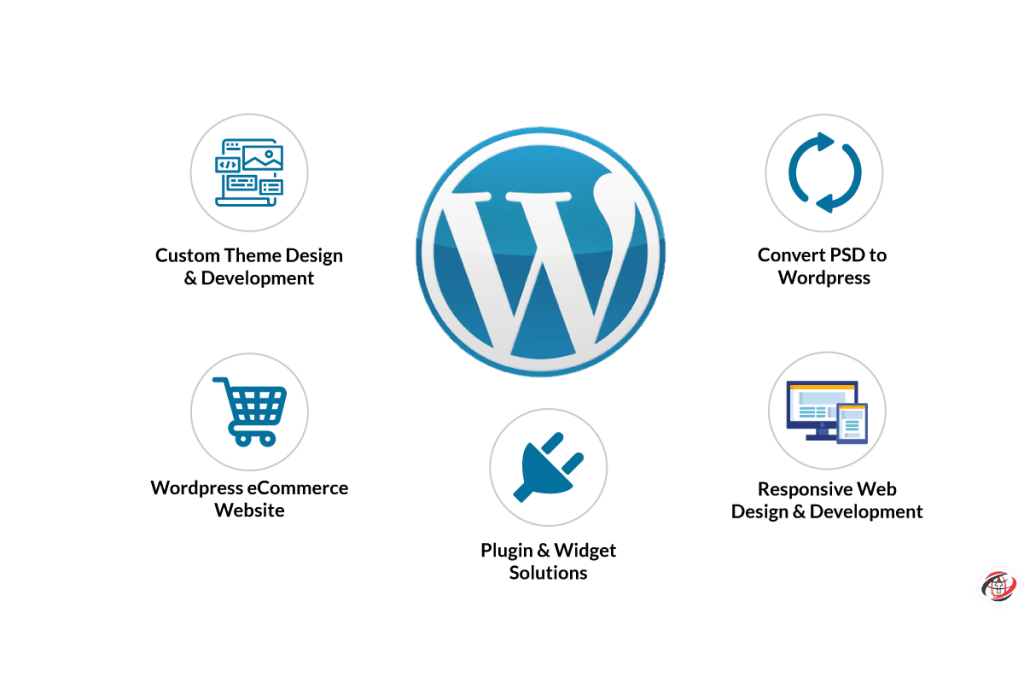 Custom Theme Design
& Development
Convert PSD to
Wordpress
Wordpress eCommerce
Website
Plugin & Widget
Solutions
Responsive Web
Design & Development